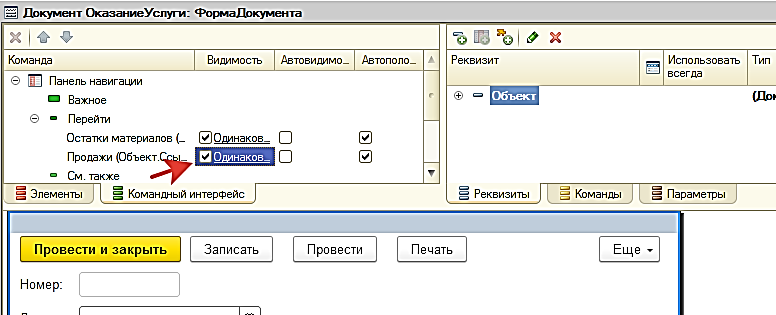 Документ ОказаниеУслуги: ФормаДокумента
Команда Видимость Автовидимо... Автополо...
Панель навигации
Важное
Перейти
Остатки материалов (... Одинаков...
Продажи (Объект.Ссы... Одинаков...
См. также
Элементы Командный интерфейс
Реквизит Использовать всегда Тип
Объект (Док
Реквизиты Команды Параметры
Провести и закрыть Записать Провести Печать Еще
Номер: